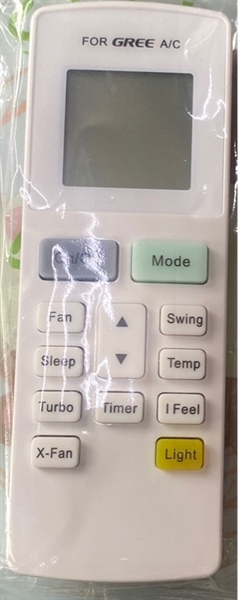 FOR GREE A/C
Mode
Fan
▲
Swing
Sleep
▼
Temp
Turbo
Timer
I Feel
X-Fan
Light